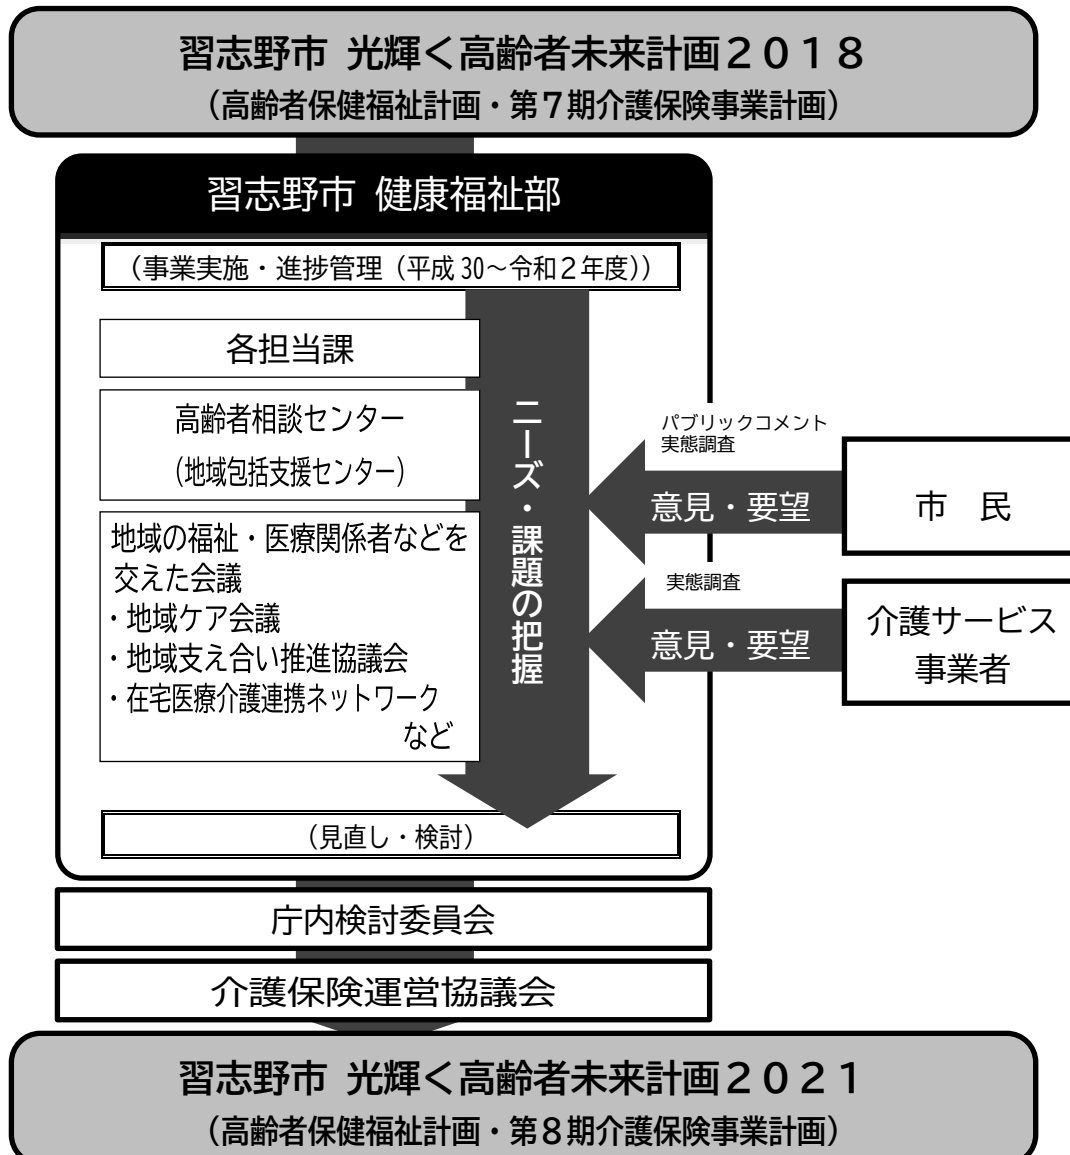 習志野市 光輝く高齢者未来計画２０１８
（高齢者保健福祉計画・第７期介護保険事業計画）
習志野市 健康福祉部
（事業実施・進捗管理（平成 30～令和２年度））
各担当課
高齢者相談センター
（地域包括支援センター）
地域の福祉・医療関係者などを
交えた会議
・地域ケア会議
・地域支え合い推進協議会
・在宅医療介護連携ネットワーク
など
ニーズ・課題の把握
パブリックコメント
実態調査
意見・要望
市　民
実態調査
意見・要望
介護サービス
事業者
（見直し・検討）
庁内検討委員会
介護保険運営協議会
習志野市 光輝く高齢者未来計画２０２１
（高齢者保健福祉計画・第８期介護保険事業計画）